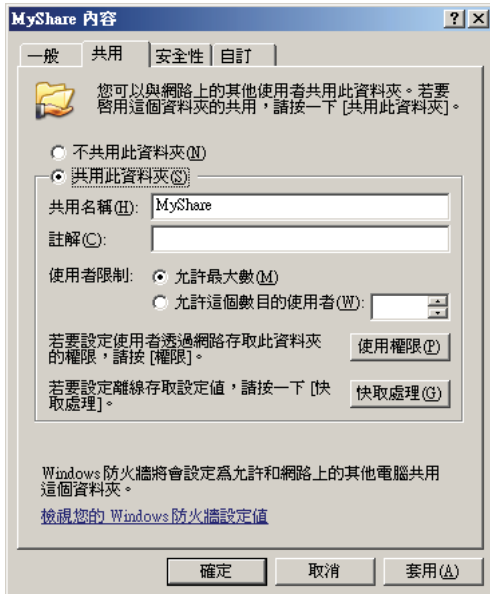 MyShare 內容
一般 共用 安全性 自訂
您可以與網路上的其他使用者共用此資料夾。若要
啓用這個資料夾的共用,請按一下 [共用此資料夾]。
不共用此資料夾(N)
共用此資料夾(S)
共用名稱(H): MyShare
註解(C):
使用者限制: 允許最大數(M)
允許這個數目的使用者(W):
若要設定使用者透過網路存取此資料夾
的權限,請按 [權限]。
使用權限(P)
若要設定離線存取設定值,請按一下 [快
取處理]。
快取處理(G)
Windows 防火牆將會設定爲允許和網路上的其他電腦共用
這個資料夾。
檢視您的 Windows 防火牆設定值
確定 取消 套用(A)